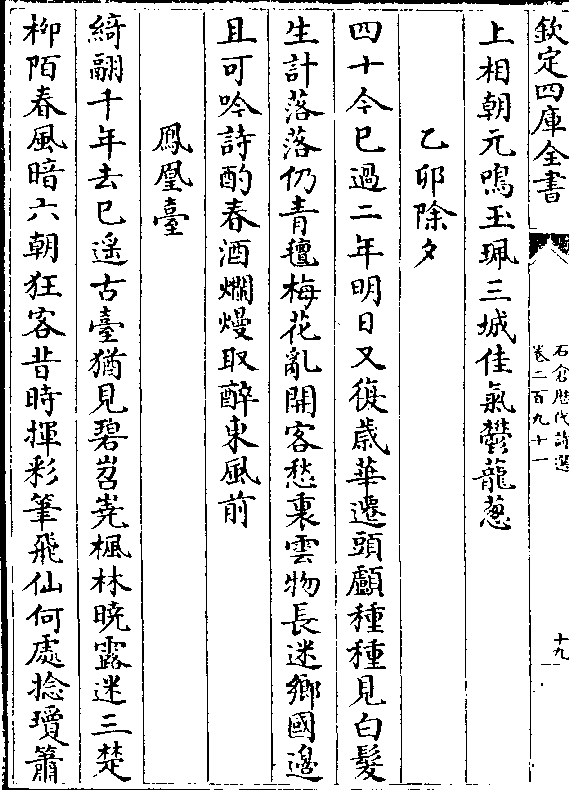 欽定四庫全書
石倉歷代詩選
卷二百九十一
十九
上相朝元鳴玉珮三城佳氣鬱龍葱
乙卯除夕
四十今已過二年明日又復歲華遷頭顱種種見白髮
生計落落仍青氊梅花亂開客愁裏雲物長迷鄉國邊
且可吟詩酌春酒爛熳取醉東風前
鳳凰臺
綺翮千年去已遥古臺猶見碧岧嶤楓林曉露迷三楚
柳陌春風暗六朝狂客昔時揮彩筆飛仙何處捻瓊簫